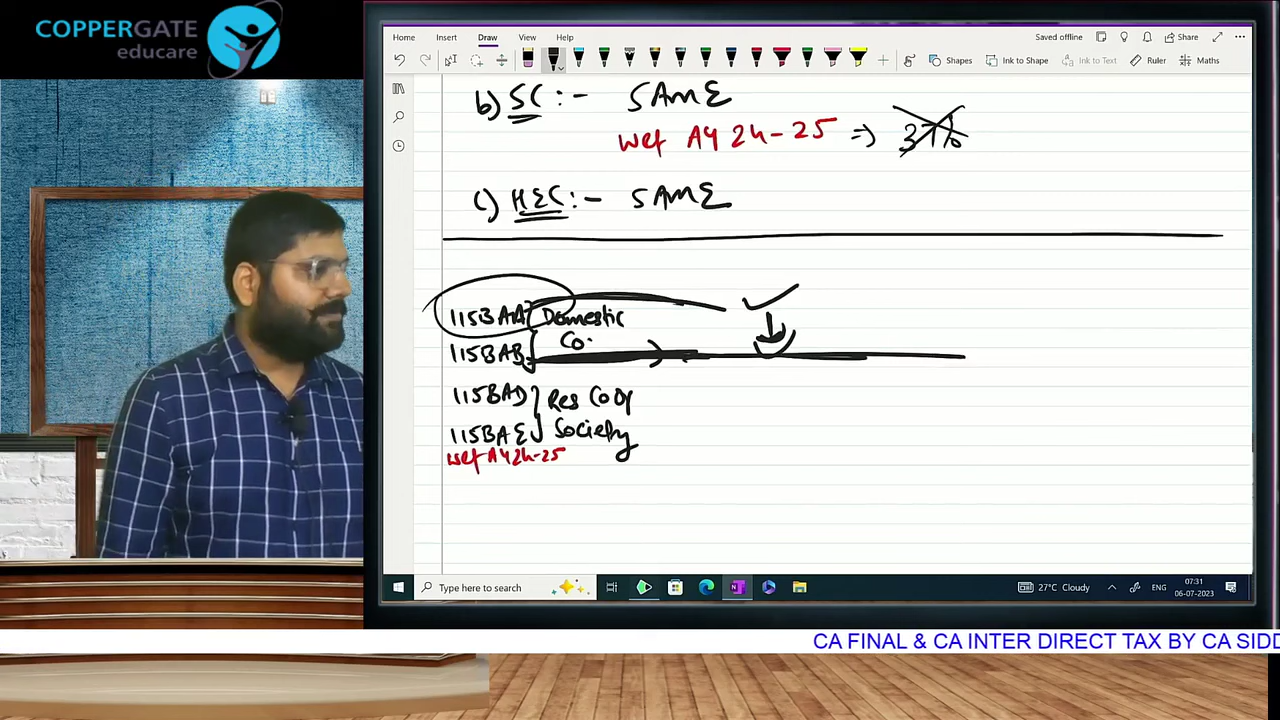 COPPERGATE
educare
Home Insert Draw View Help
Saved offline
Share
Shapes
Ink to Shape
Ink to Text
Ruler
Maths
b) SC :- SAME
wef AY 24-25 => 37%
c) HEC :- SAME
115BAA Domestic
Co.
115BAB
115BAD Res CoOp
115BAE Society
wef AY 24-25
Type here to search
27°C Cloudy
ENG
07:31
06-07-2023
CA FINAL & CA INTER DIRECT TAX BY CA SIDD